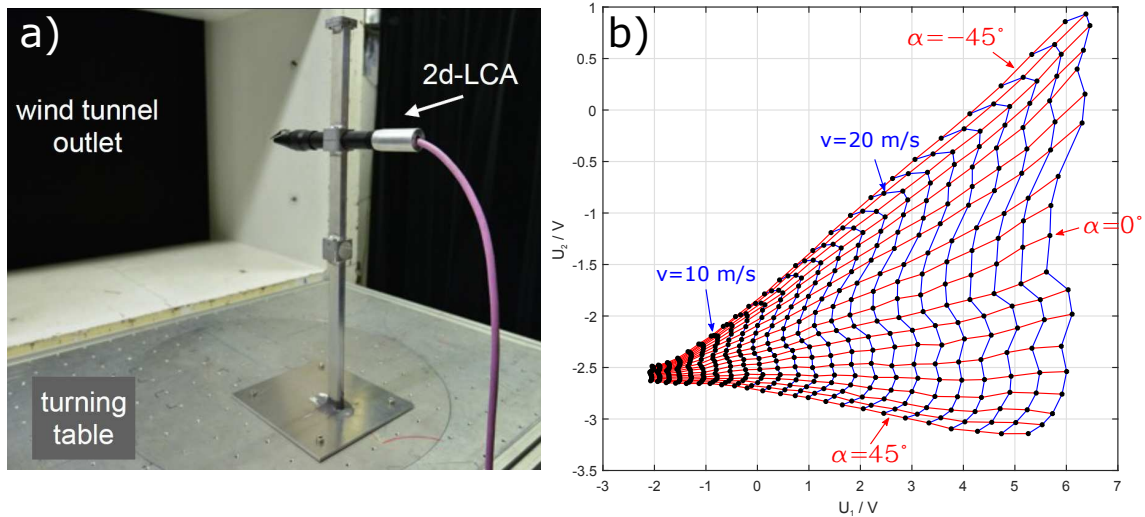 a)
2d-LCA
wind tunnel
outlet
turning
table
b)
α=−45°
v=20 m/s
α=0°
v=10 m/s
α=45°
U₂ / V
1
0.5
0
-0.5
-1
-1.5
-2
-2.5
-3
-3.5
-3 -2 -1 0 1 2 3 4 5 6 7
U₁ / V